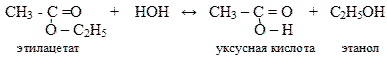 CH₃ - C =O + HOH ↔ CH₃ – C = O + C₂H₅OH
O – C₂H₅ O – H
этилацетат уксусная кислота этанол